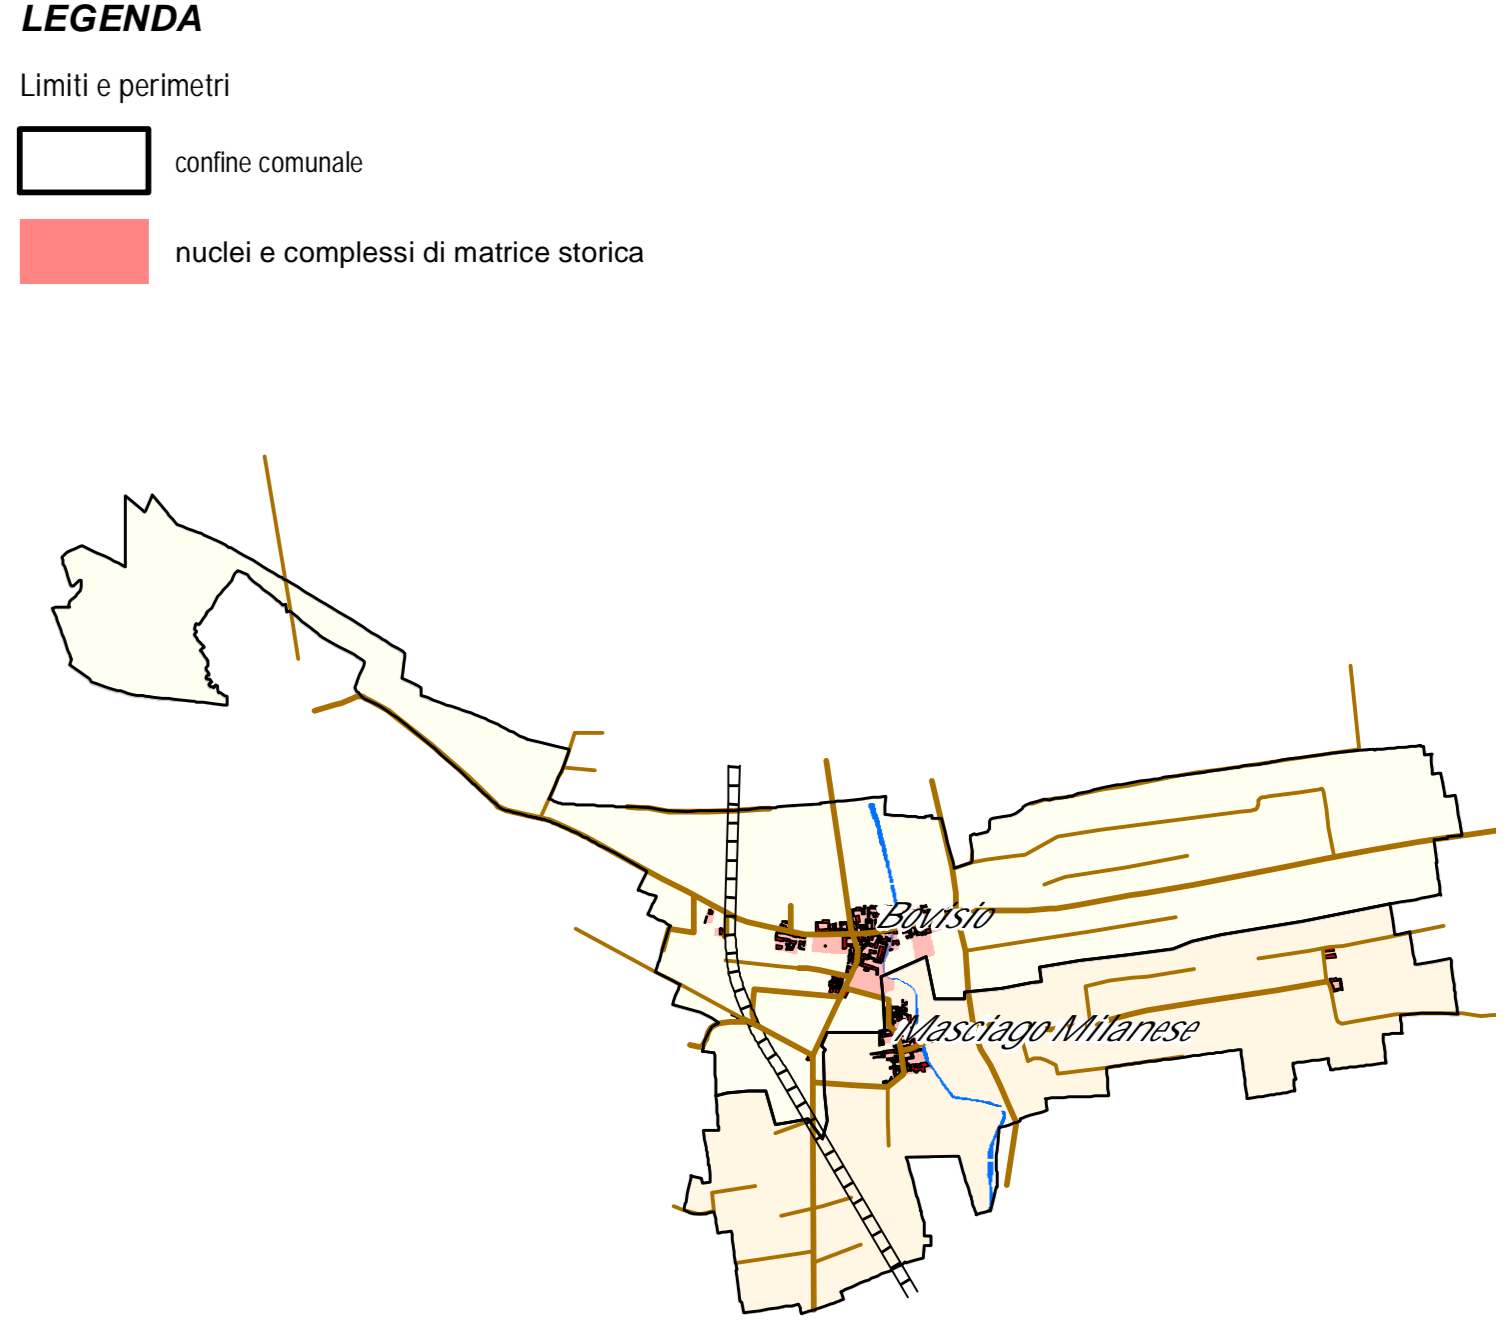 LEGENDA
Limiti e perimetri
confine comunale
nuclei e complessi di matrice storica
Bovisio
Masciago Milanese